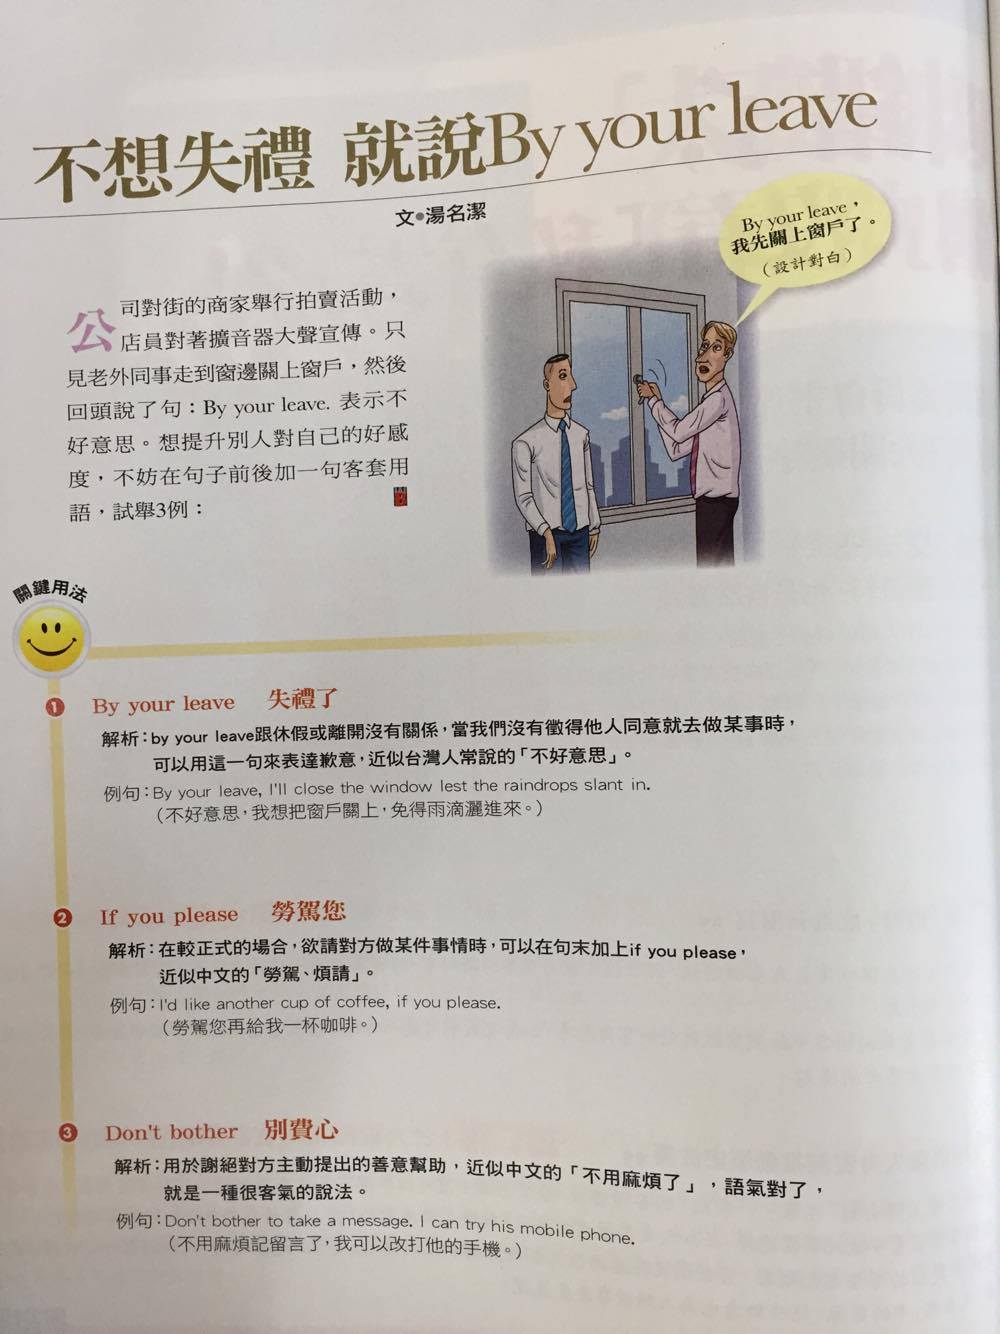 不想失禮 就說By your leave
文●湯名潔
By your leave，
我先關上窗戶了。
（設計對白）
公司對街的商家舉行拍賣活動，
店員對著擴音器大聲宣傳。只
見老外同事走到窗邊關上窗戶，然後
回頭說了句：By your leave. 表示不
好意思。想提升別人對自己的好感
度，不妨在句子前後加一句客套用
語，試舉3例：
關鍵用法
1 By your leave 失禮了
解析：by your leave跟休假或離開沒有關係，當我們沒有徵得他人同意就去做某事時，
可以用這一句來表達歉意，近似台灣人常說的「不好意思」。
例句：By your leave, I'll close the window lest the raindrops slant in.
（不好意思，我想把窗戶關上，免得雨滴灑進來。）
2 If you please 勞駕您
解析：在較正式的場合，欲請對方做某件事情時，可以在句末加上if you please，
近似中文的「勞駕、煩請」。
例句：I'd like another cup of coffee, if you please.
（勞駕您再給我一杯咖啡。）
3 Don't bother 別費心
解析：用於謝絕對方主動提出的善意幫助，近似中文的「不用麻煩了」，語氣對了，
就是一種很客氣的說法。
例句：Don't bother to take a message. I can try his mobile phone.
（不用麻煩記留言了，我可以改打他的手機。）